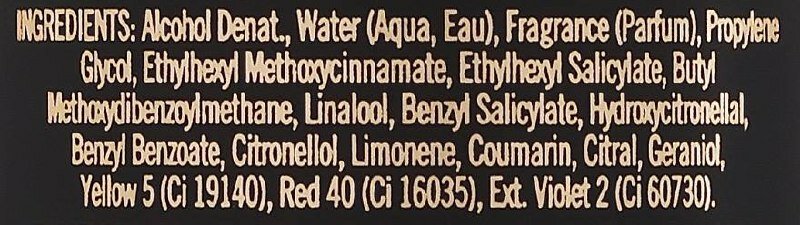 INGREDIENTS: Alcohol Denat., Water (Aqua, Eau), Fragrance (Parfum), Propylene
Glycol, Ethylhexyl Methoxycinnamate, Ethylhexyl Salicylate, Butyl
Methoxydibenzoylmethane, Linalool, Benzyl Salicylate, Hydroxycitronellal,
Benzyl Benzoate, Citronellol, Limonene, Coumarin, Citral, Geraniol,
Yellow 5 (Ci 19140), Red 40 (Ci 16035), Ext. Violet 2 (Ci 60730).